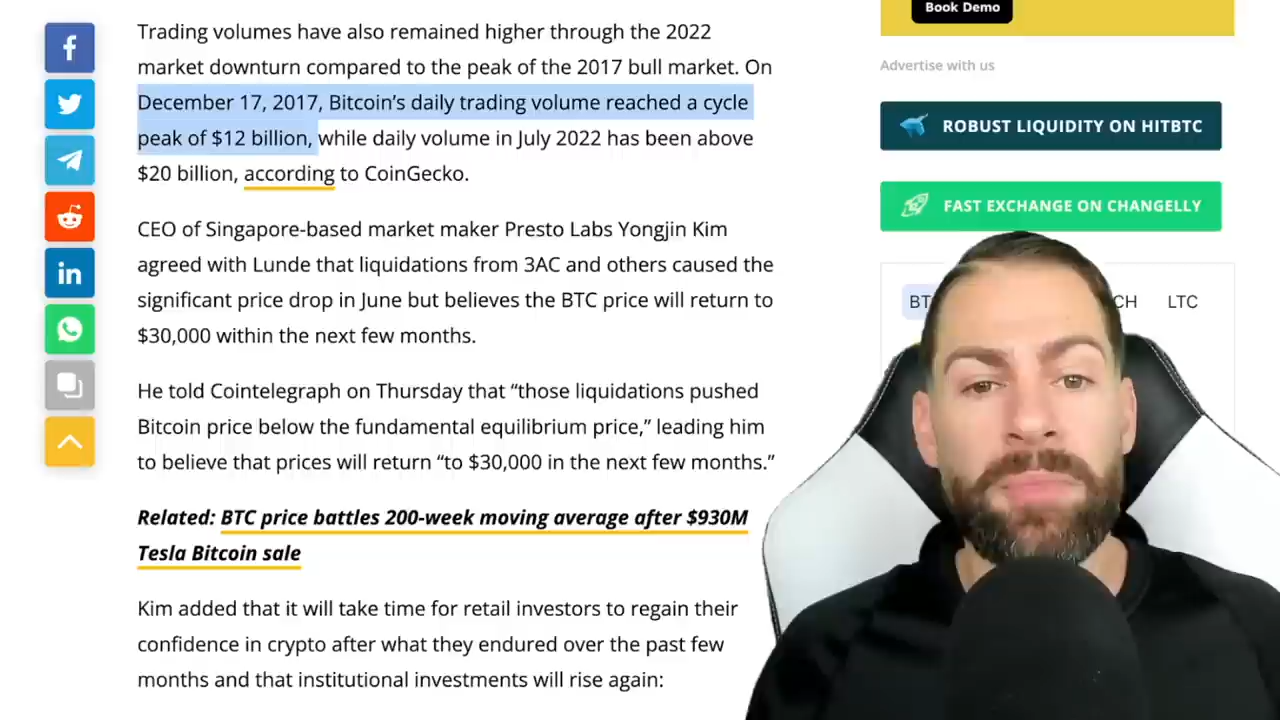 Trading volumes have also remained higher through the 2022
market downturn compared to the peak of the 2017 bull market. On
December 17, 2017, Bitcoin's daily trading volume reached a cycle
peak of $12 billion, while daily volume in July 2022 has been above
$20 billion, according to CoinGecko.
CEO of Singapore-based market maker Presto Labs Yongjin Kim
agreed with Lunde that liquidations from 3AC and others caused the
significant price drop in June but believes the BTC price will return to
$30,000 within the next few months.
He told Cointelegraph on Thursday that “those liquidations pushed
Bitcoin price below the fundamental equilibrium price,” leading him
to believe that prices will return “to $30,000 in the next few months.”
Related: BTC price battles 200-week moving average after $930M
Tesla Bitcoin sale
Kim added that it will take time for retail investors to regain their
confidence in crypto after what they endured over the past few
months and that institutional investments will rise again:
Book Demo
Advertise with us
ROBUST LIQUIDITY ON HITBTC
FAST EXCHANGE ON CHANGELLY
LTC